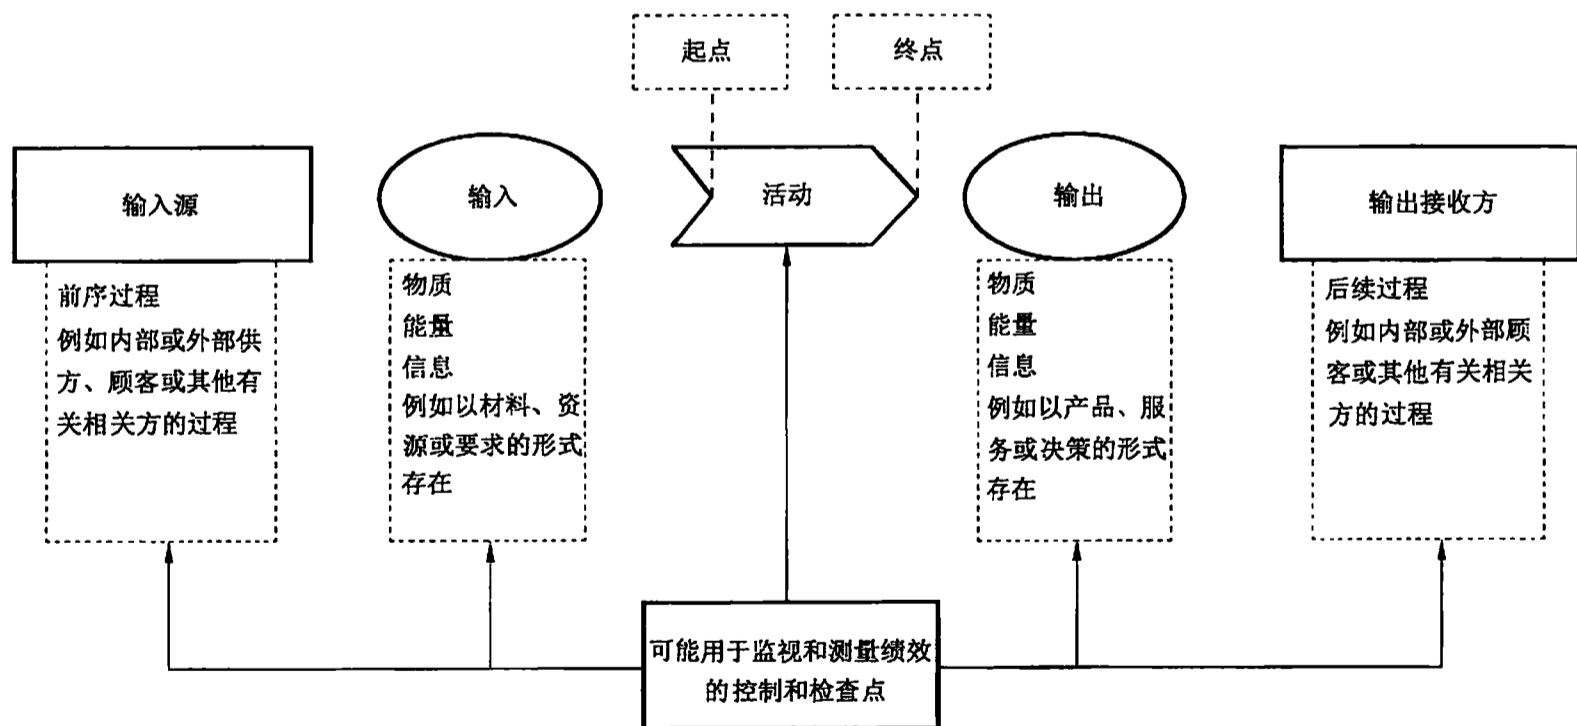 起点
终点
输入源
输入
活动
输出
输出接收方
前序过程
例如内部或外部供
方、顾客或其他有
关相关方的过程
物质
能量
信息
例如以材料、资
源或要求的形式
存在
物质
能量
信息
例如以产品、服
务或决策的形式
存在
后续过程
例如内部或外部顾
客或其他有关相关
方的过程
可能用于监视和测量绩效
的控制和检查点